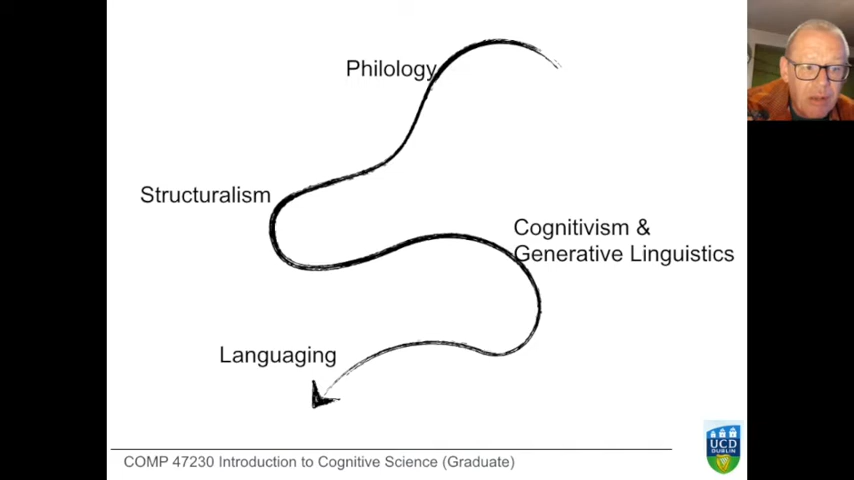 Philology
Structuralism
Cognitivism &
Generative Linguistics
Languaging
COMP 47230 Introduction to Cognitive Science (Graduate)
UCD
DUBLIN